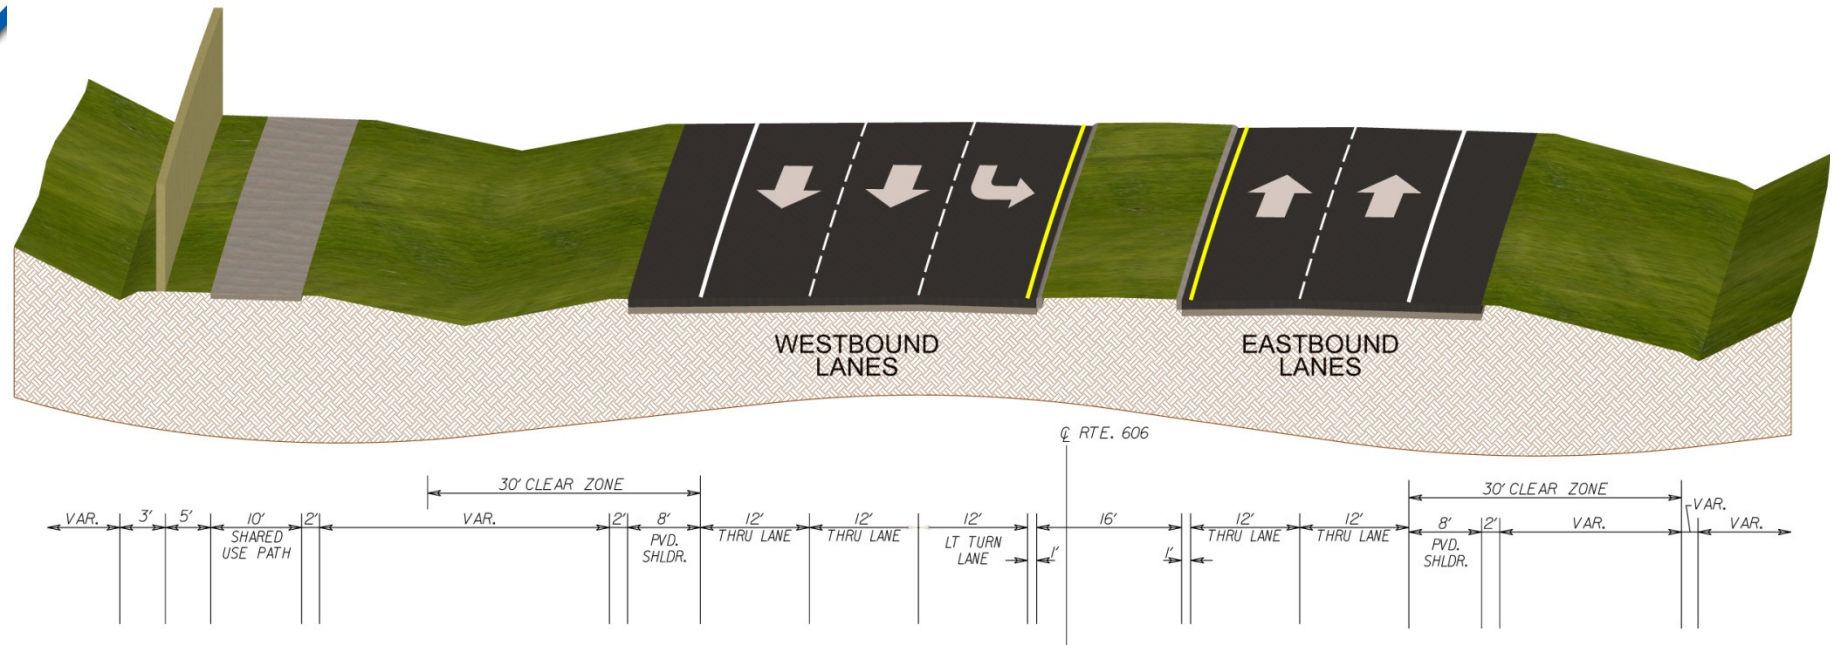 WESTBOUND
LANES
EASTBOUND
LANES
℄ RTE. 606
30' CLEAR ZONE
30' CLEAR ZONE
VAR.
3'
5'
10'
SHARED
USE PATH
2'
VAR.
2'
8'
PVD.
SHLDR.
12'
THRU LANE
12'
THRU LANE
12'
LT TURN
LANE
1'
16'
1'
12'
THRU LANE
12'
THRU LANE
8'
PVD.
SHLDR.
2'
VAR.
VAR.
VAR.